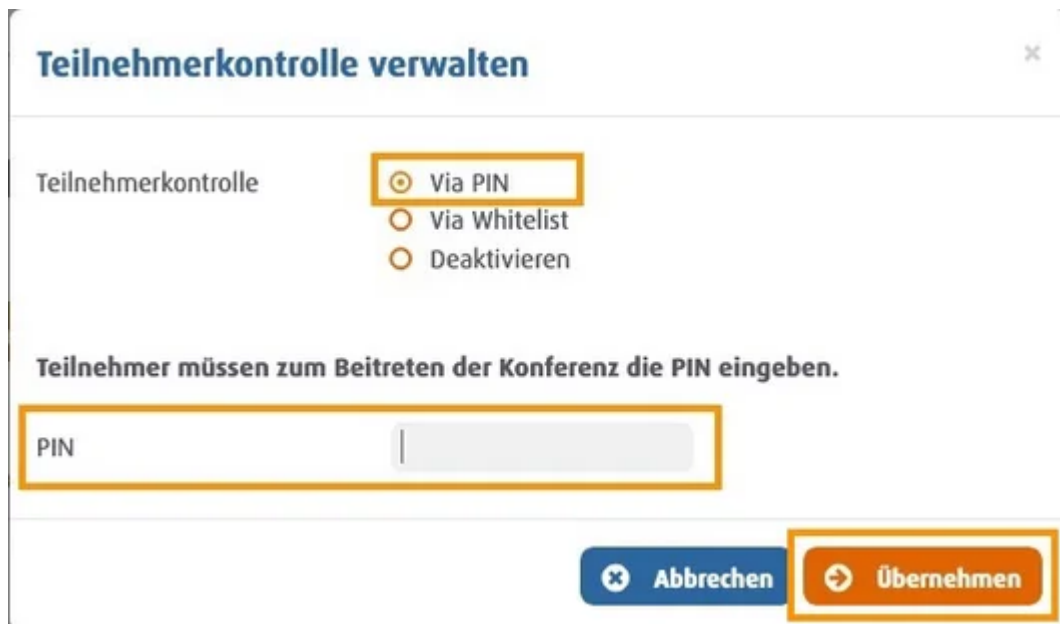 Teilnehmerkontrolle verwalten
Teilnehmerkontrolle
Via PIN
Via Whitelist
Deaktivieren
Teilnehmer müssen zum Beitreten der Konferenz die PIN eingeben.
PIN
Abbrechen
Übernehmen